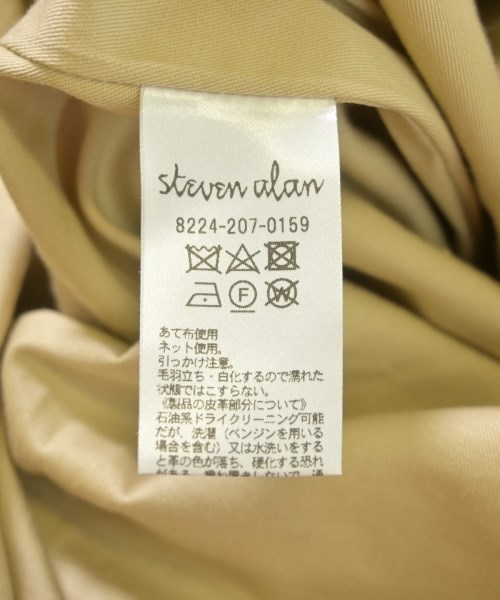 steven alan
8224-207-0159
F
W
あて布使用
ネット使用。
引っかけ注意。
毛羽立ち・白化するので濡れた
状態ではこすらない。
《製品の皮革部分について》
石油系ドライクリーニング可能
だが、洗濯（ベンジンを用いる
場合を含む）又は水洗いをする
と革の色が落ち、硬化する恐れ
がある。